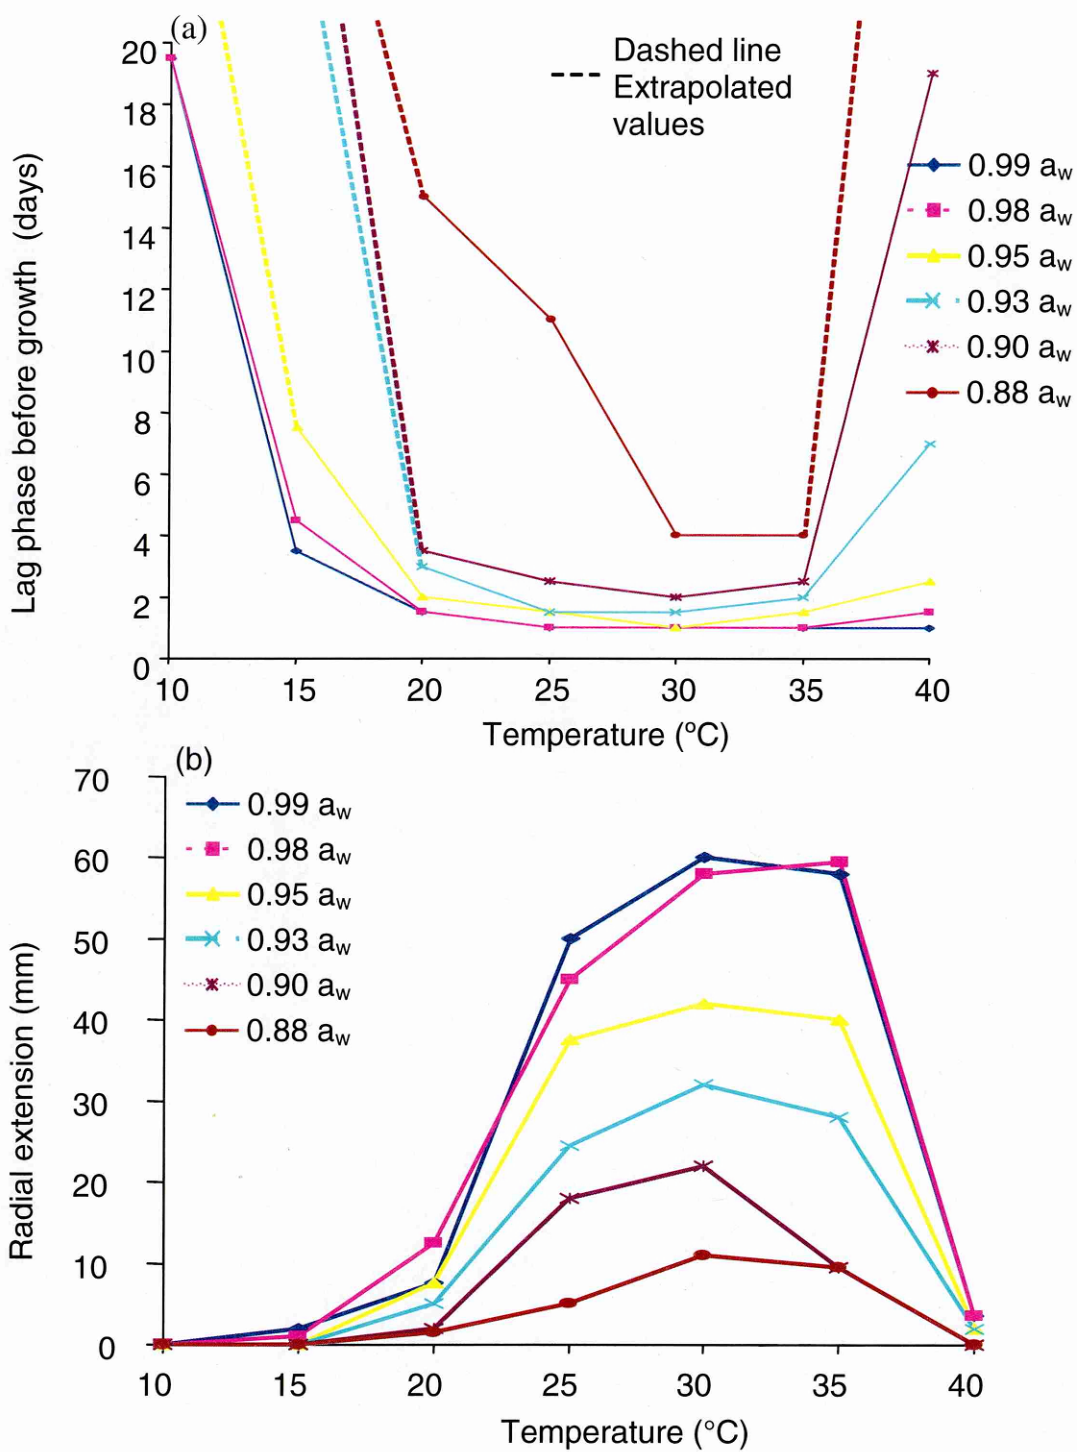 (a)
20
18
16
14
12
10
8
6
4
2
0
Lag phase before growth (days)
Dashed line
Extrapolated
values
0.99 aw
0.98 aw
0.95 aw
0.93 aw
0.90 aw
0.88 aw
10 15 20 25 30 35 40
Temperature (ºC)
(b)
70
60
50
40
30
20
10
0
Radial extension (mm)
0.99 aw
0.98 aw
0.95 aw
0.93 aw
0.90 aw
0.88 aw
10 15 20 25 30 35 40
Temperature (°C)